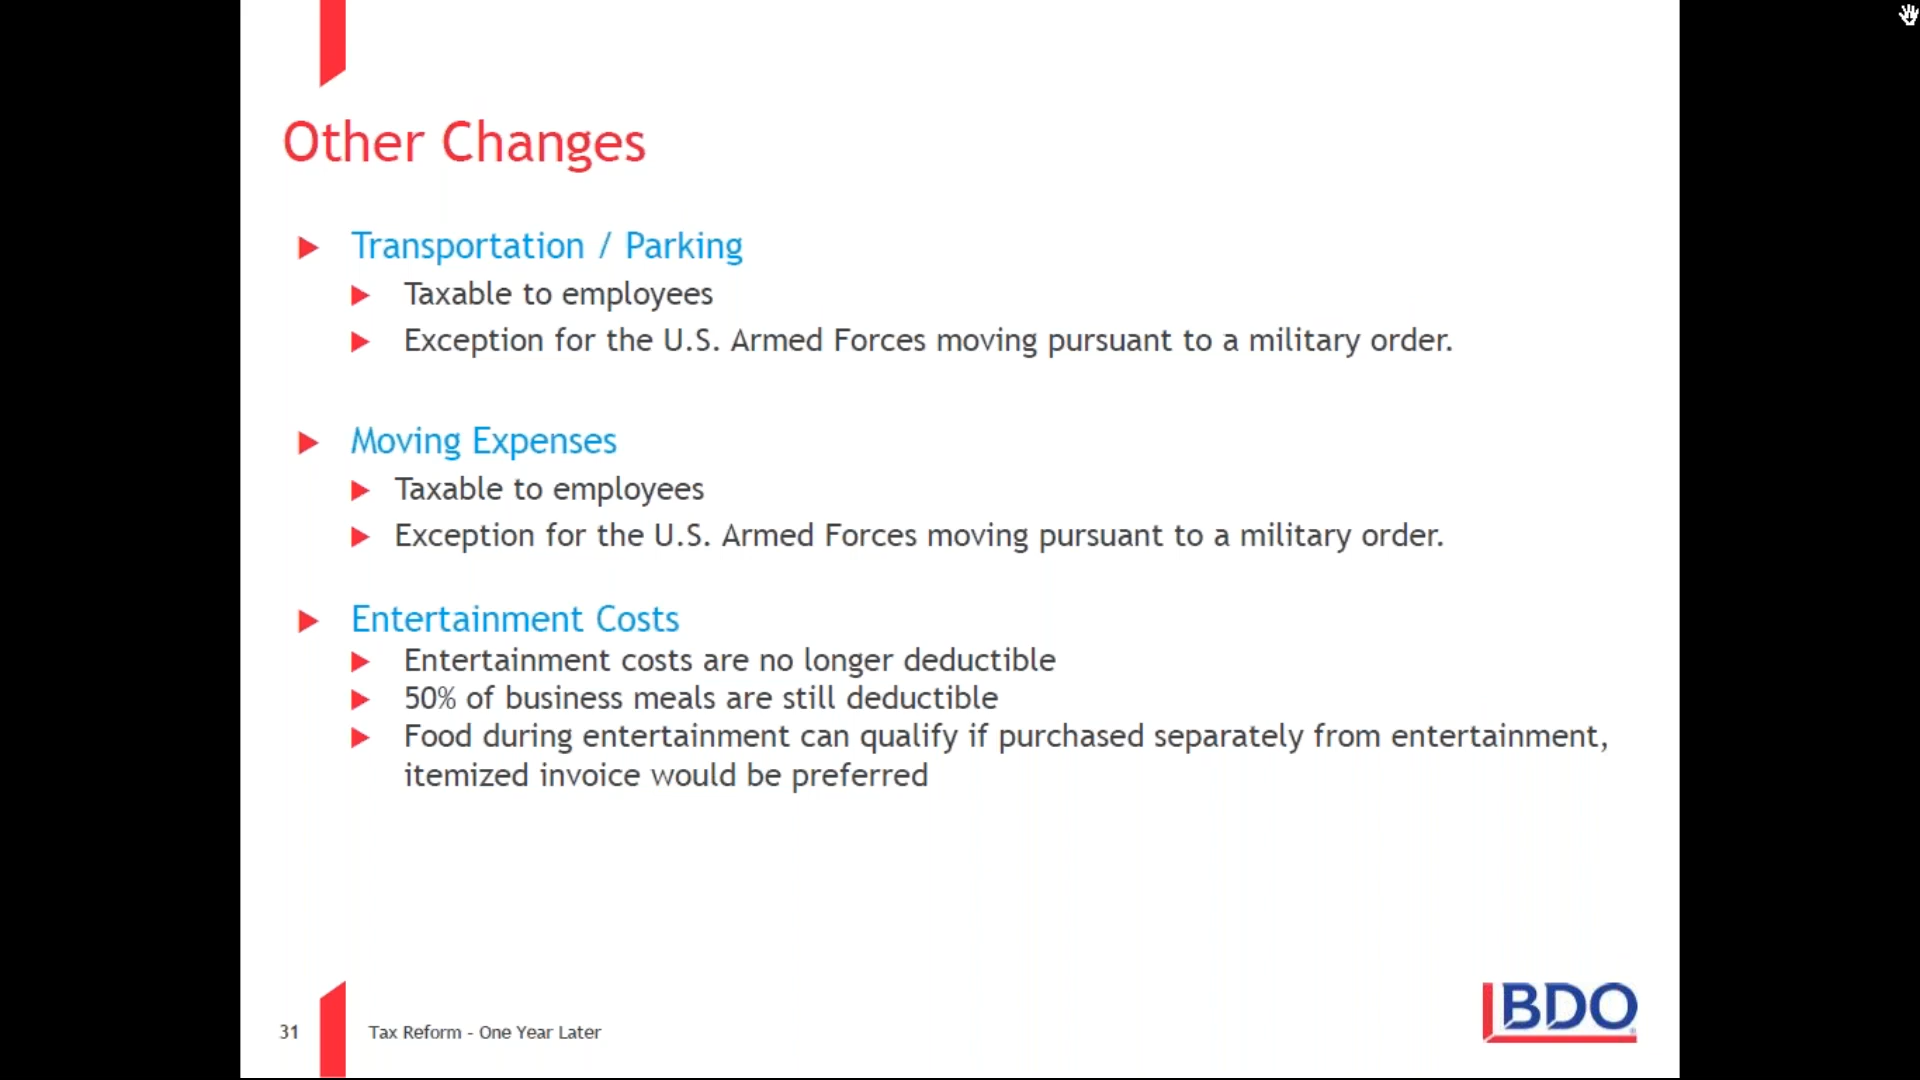 Other Changes
Transportation / Parking
Taxable to employees
Exception for the U.S. Armed Forces moving pursuant to a military order.
Moving Expenses
Taxable to employees
Exception for the U.S. Armed Forces moving pursuant to a military order.
Entertainment Costs
Entertainment costs are no longer deductible
50% of business meals are still deductible
Food during entertainment can qualify if purchased separately from entertainment,
itemized invoice would be preferred
31
Tax Reform - One Year Later
BDO